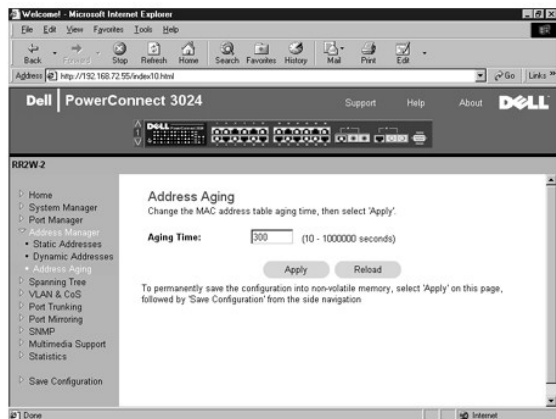 Welcome! - Microsoft Internet Explorer
File Edit View Favorites Tools Help
Back Forward Stop Refresh Home Search Favorites History Mail Print Edit
Address http://192.168.72.55/index10.html Go Links »
Dell PowerConnect 3024 Support Help About DELL
DELL
RR2W-2
Home
System Manager
Port Manager
Address Manager
Static Addresses
Dynamic Addresses
Address Aging
Spanning Tree
VLAN & CoS
Port Trunking
Port Mirroring
SNMP
Multimedia Support
Statistics
Save Configuration
Address Aging
Change the MAC address table aging time, then select 'Apply'.
Aging Time: 300 (10 - 1000000 seconds)
Apply Reload
To permanently save the configuration into non-volatile memory, select 'Apply' on this page,
followed by 'Save Configuration' from the side navigation
Done Internet